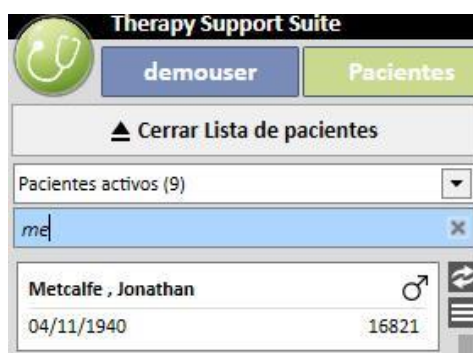 Therapy Support Suite
demouser
Pacientes
Cerrar Lista de pacientes
Pacientes activos (9)
me
Metcalfe , Jonathan
04/11/1940
16821